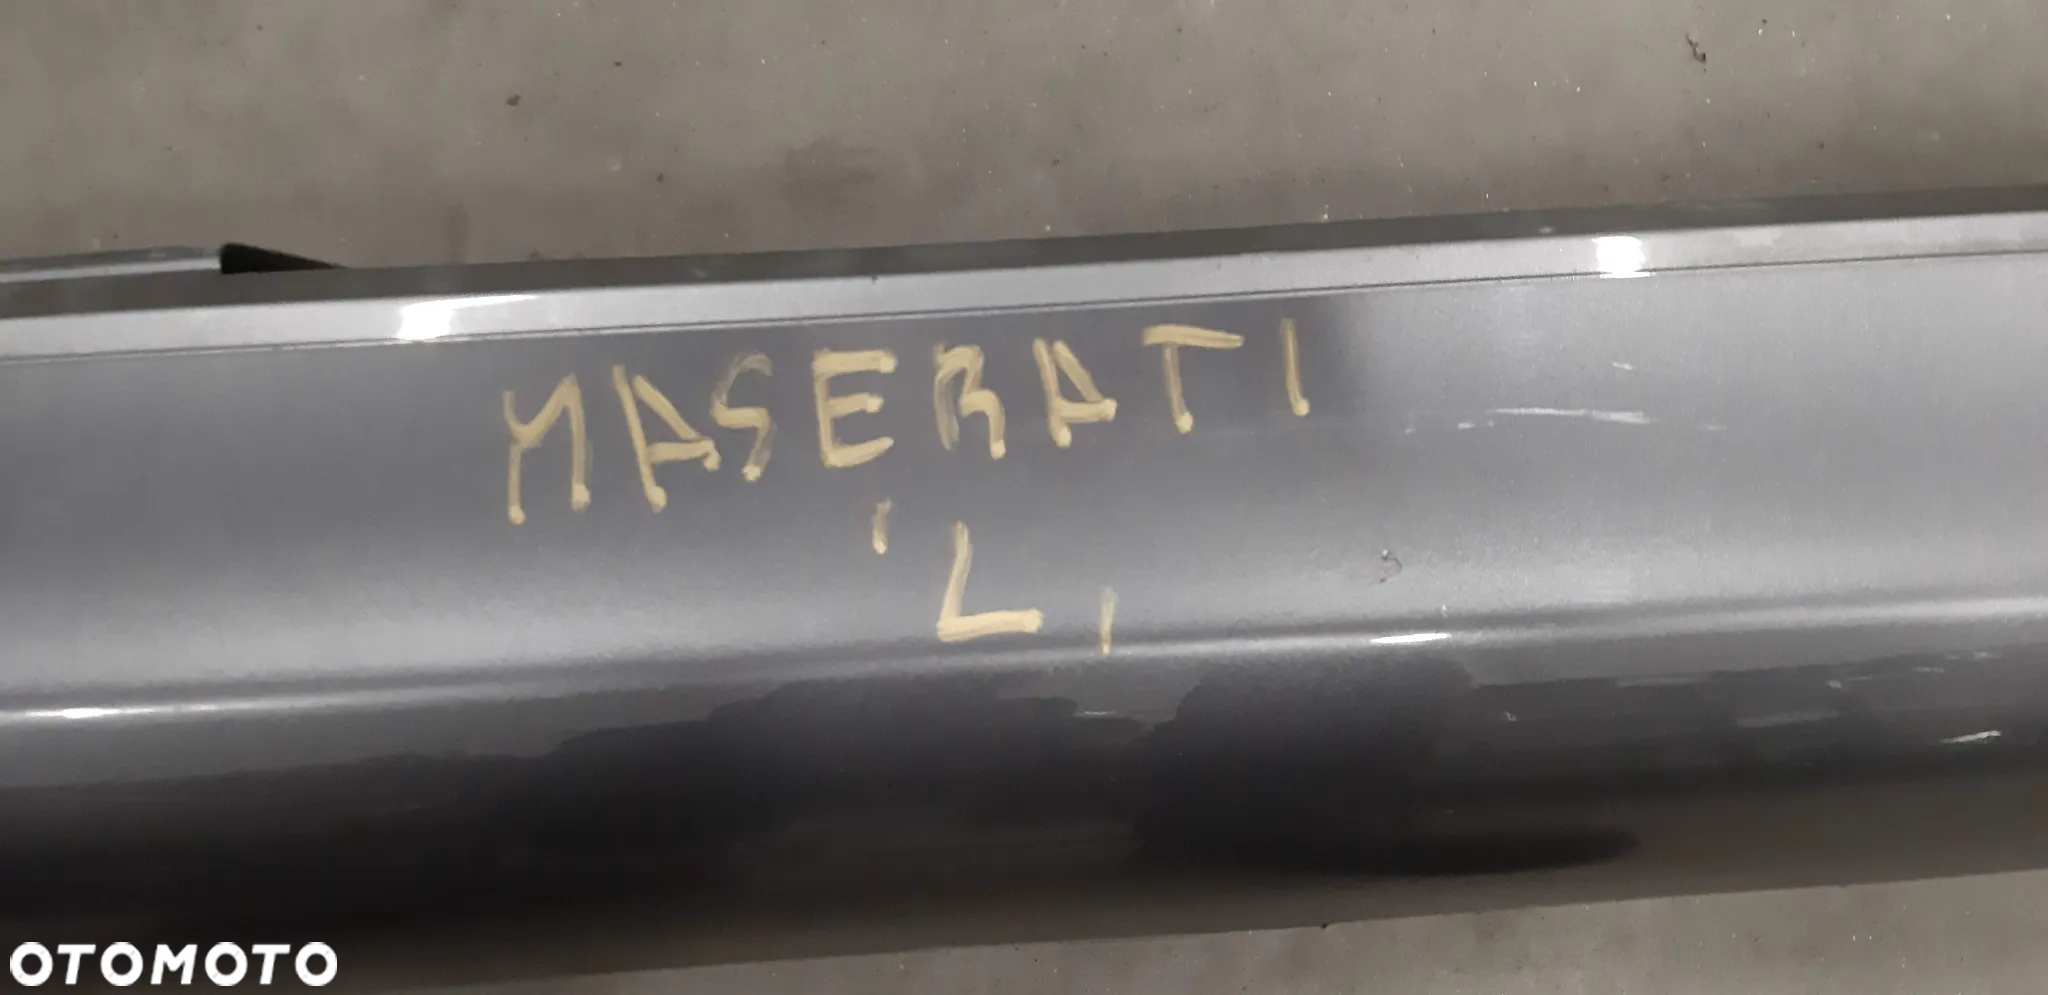 MASERATI
'L,
OTOMOTO